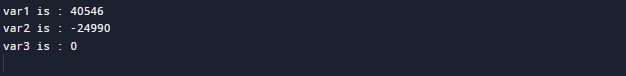 var1 is : 40546
var2 is : -24990
var3 is : 0